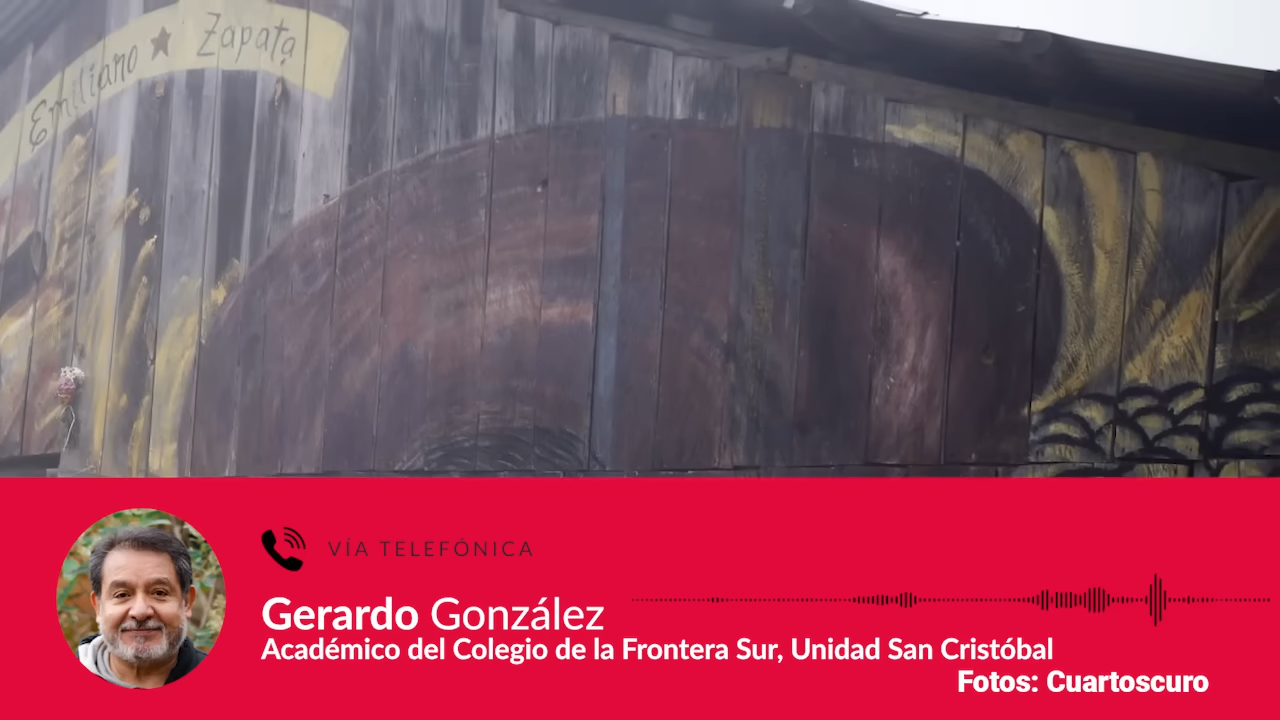 Emiliano ★ Zapata
VÍA TELEFÓNICA
Gerardo González
Académico del Colegio de la Frontera Sur, Unidad San Cristóbal
Fotos: Cuartoscuro